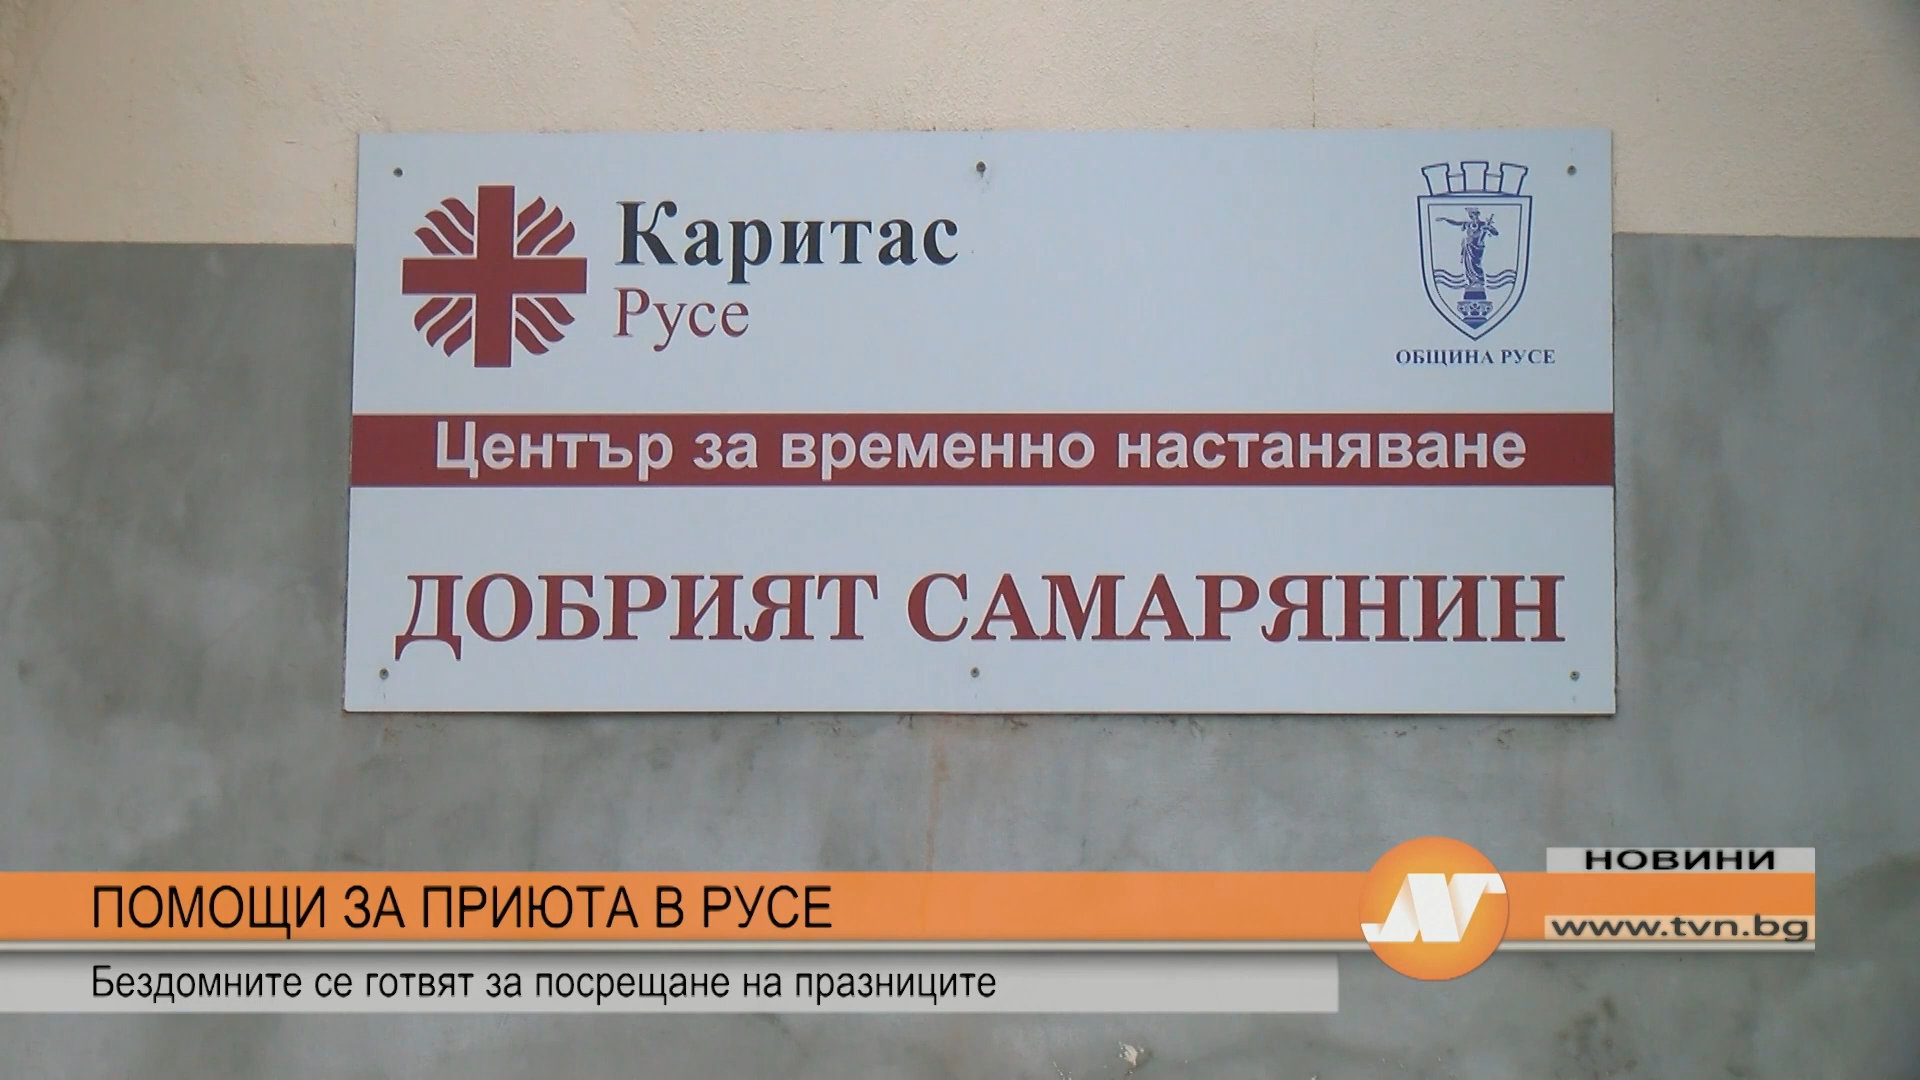 Каритас
Русе
ОБЩИНА РУСЕ
Център за временно настаняване
ДОБРИЯТ САМАРЯНИН
ПОМОЩИ ЗА ПРИЮТА В РУСЕ
Бездомните се готвят за посрещане на празниците
НОВИНИ
www.tvn.bg